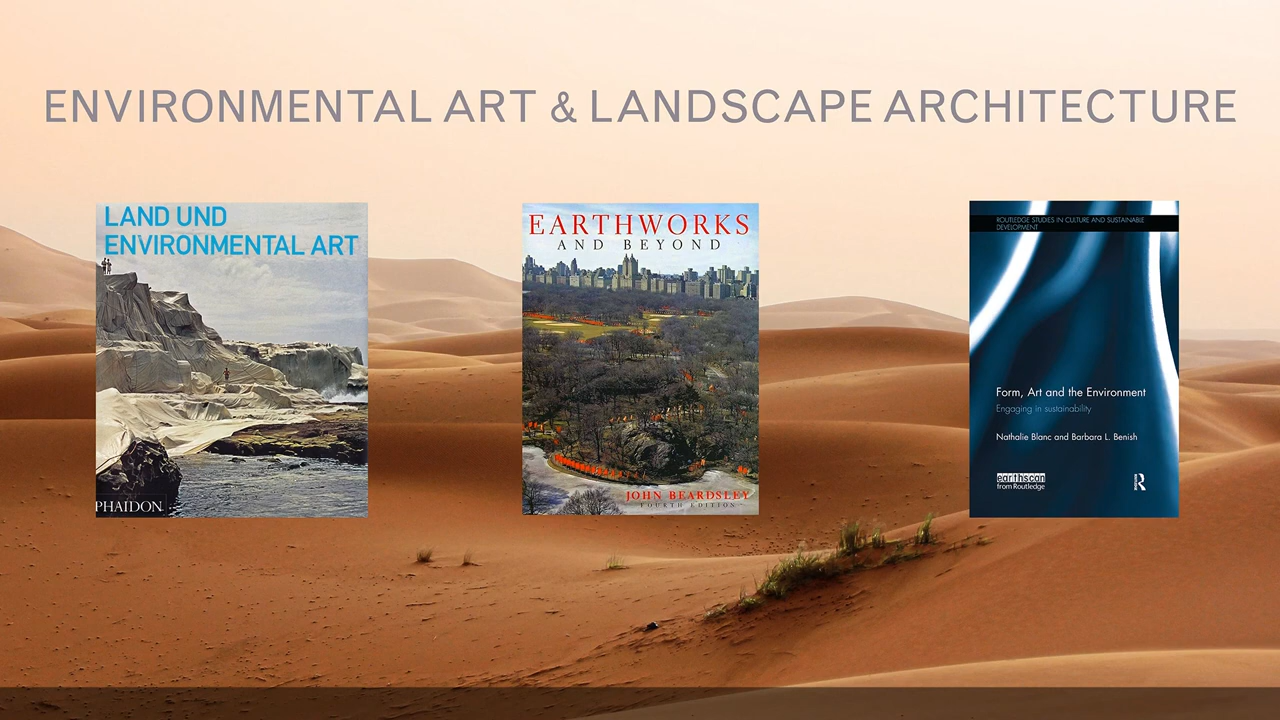 ENVIRONMENTAL ART & LANDSCAPE ARCHITECTURE
LAND UND
ENVIRONMENTAL ART
PHAIDON
EARTHWORKS
AND BEYOND
JOHN BEARDSLEY
FOURTH EDITION
ROUTLEDGE STUDIES IN CULTURE AND SUSTAINABLE
DEVELOPMENT
Form, Art and the Environment
Engaging in sustainability
Nathalie Blanc and Barbara L. Benish
earthscan
from Routledge
R